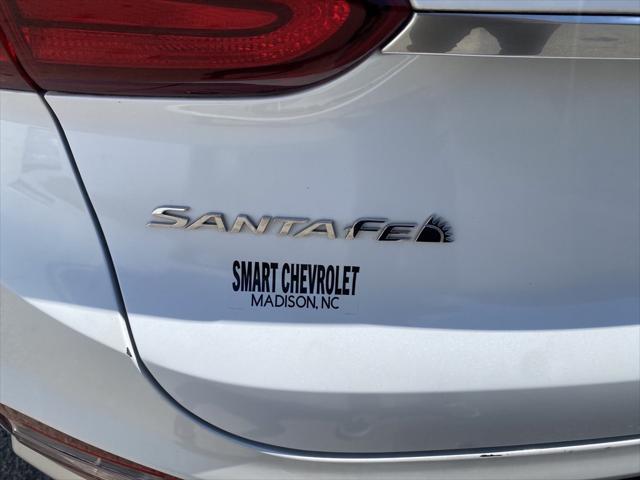 SANTA FE
SMART CHEVROLET
MADISON, NC